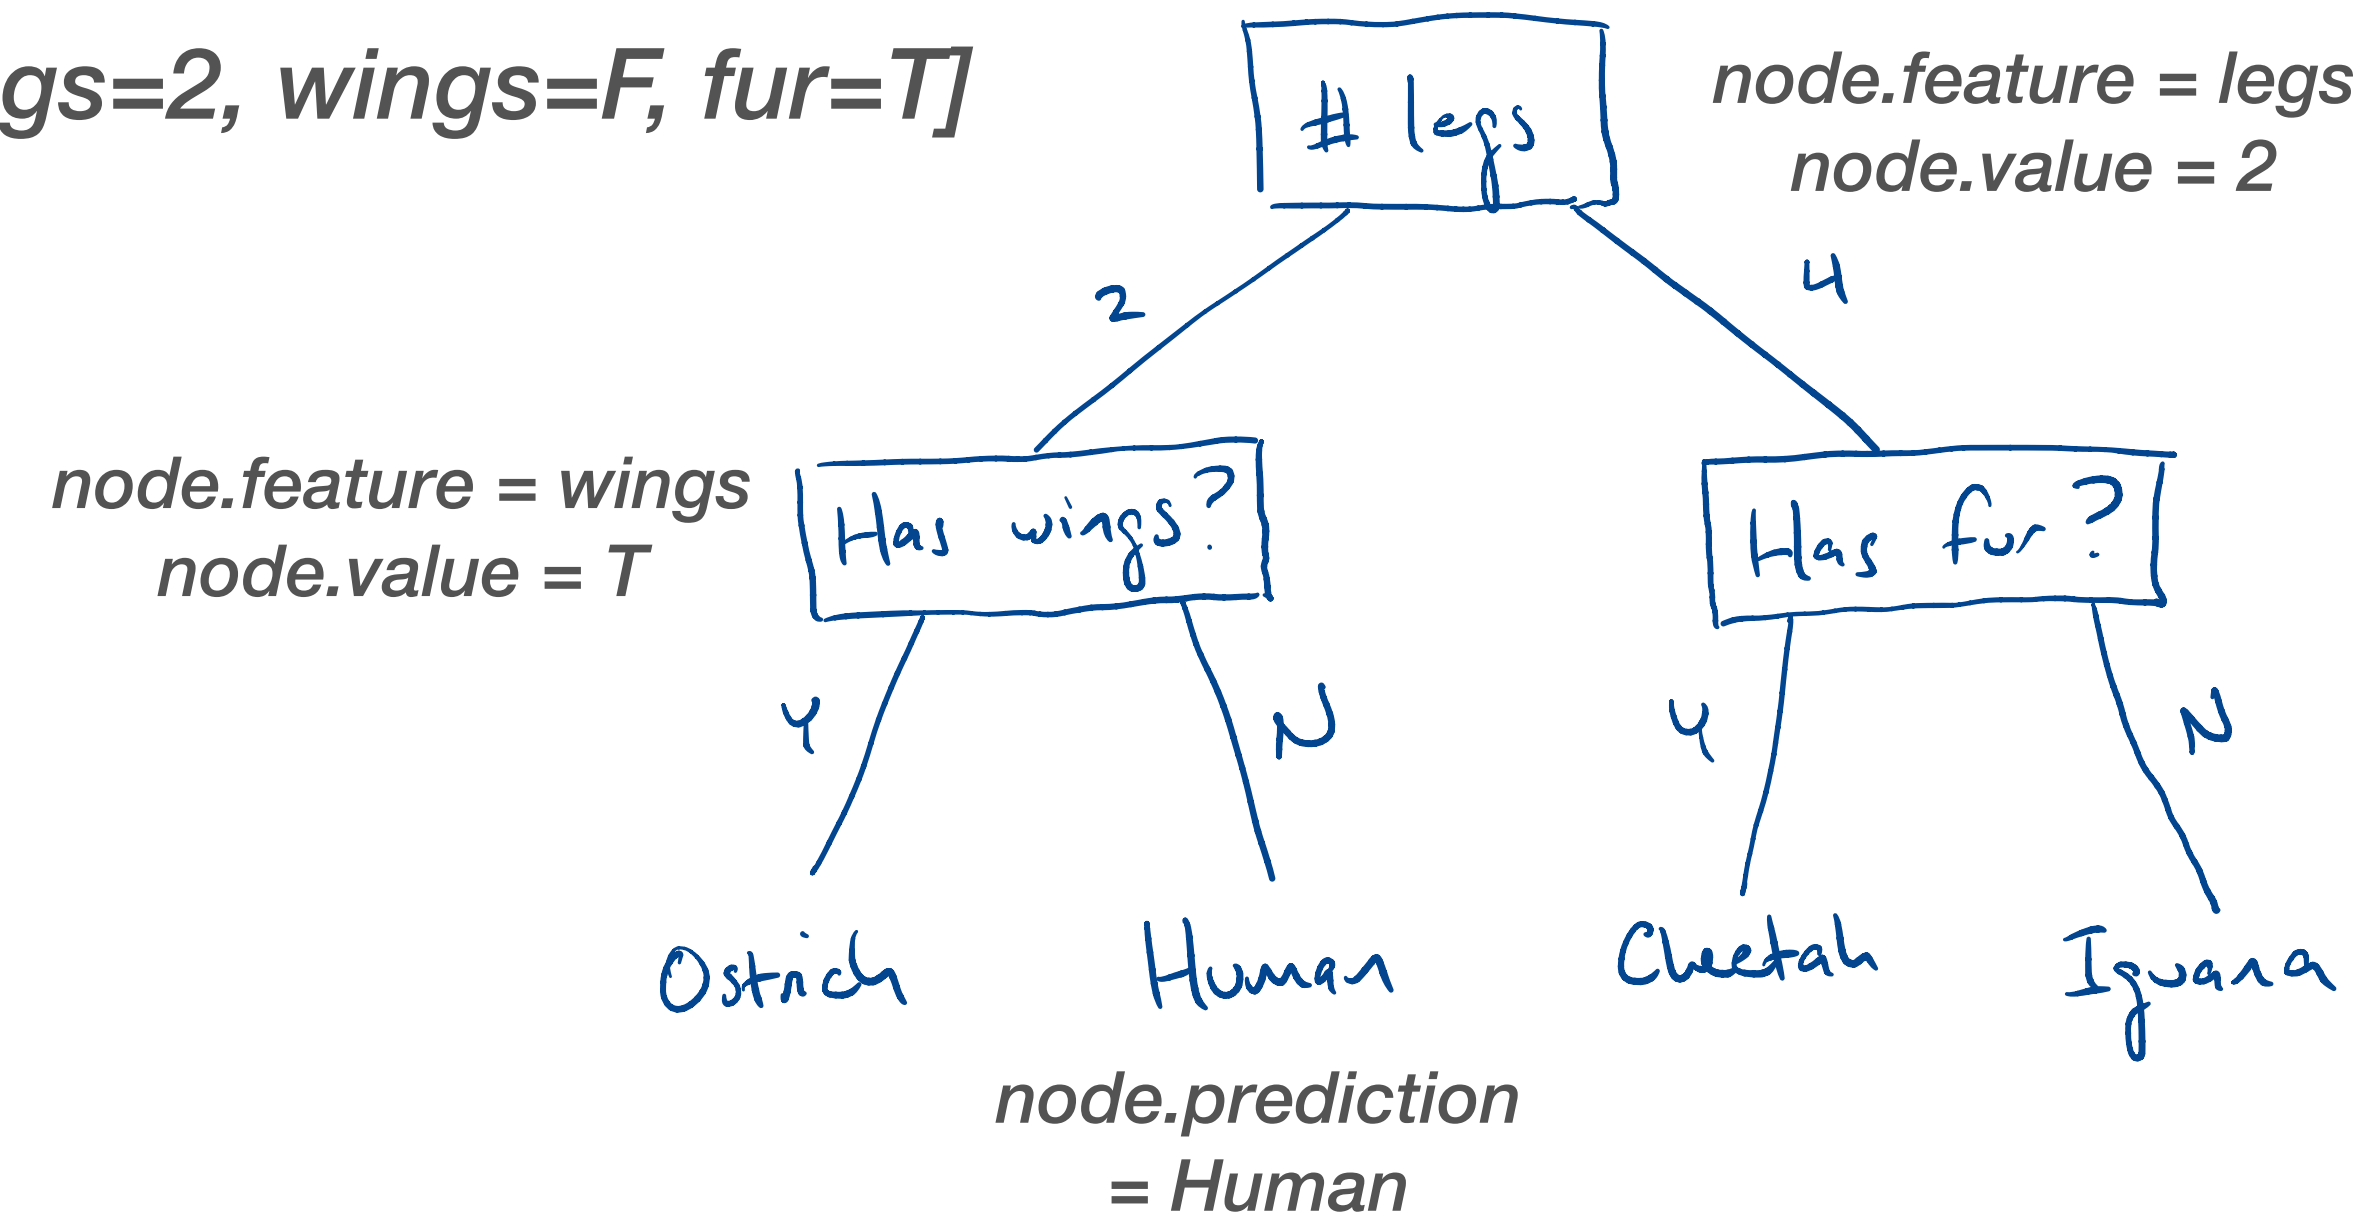 gs=2, wings=F, fur=T]
# legs
node.feature = legs
node.value = 2
2
4
node.feature = wings
node.value = T
Has wings?
Has fur?
Y
N
Y
N
Ostrich
Human
Cheetah
Iguana
node.prediction
= Human